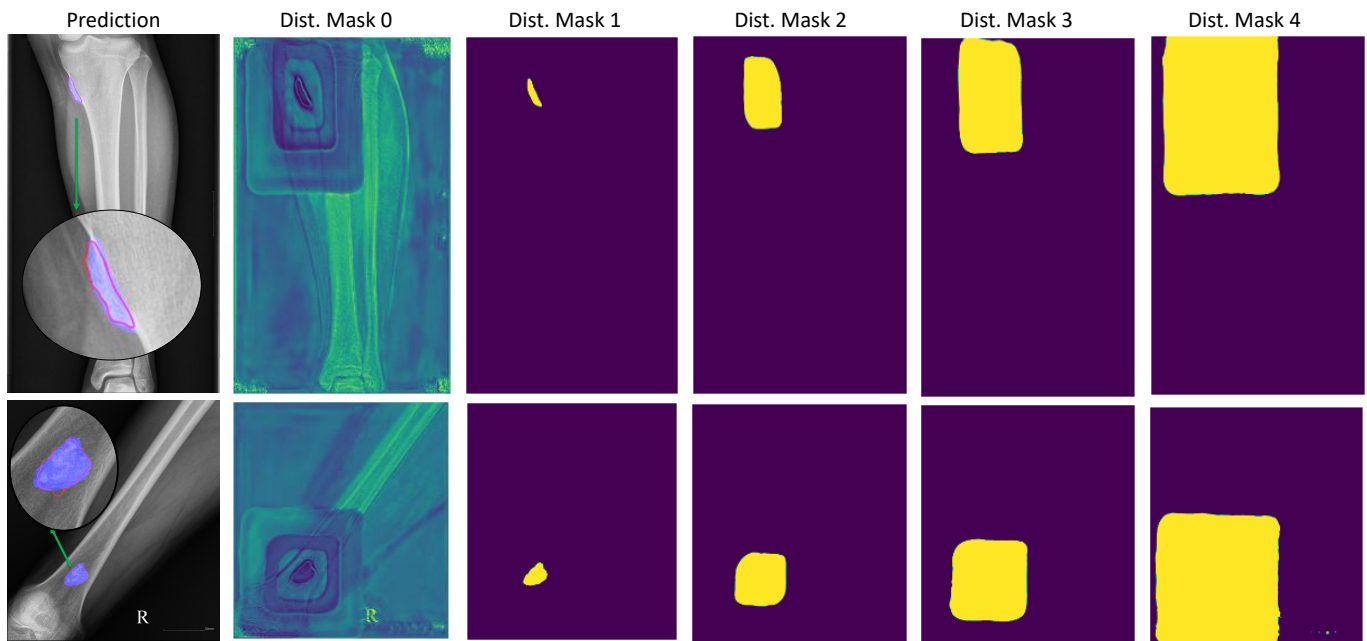 Prediction
Dist. Mask 0
Dist. Mask 1
Dist. Mask 2
Dist. Mask 3
Dist. Mask 4
R
R